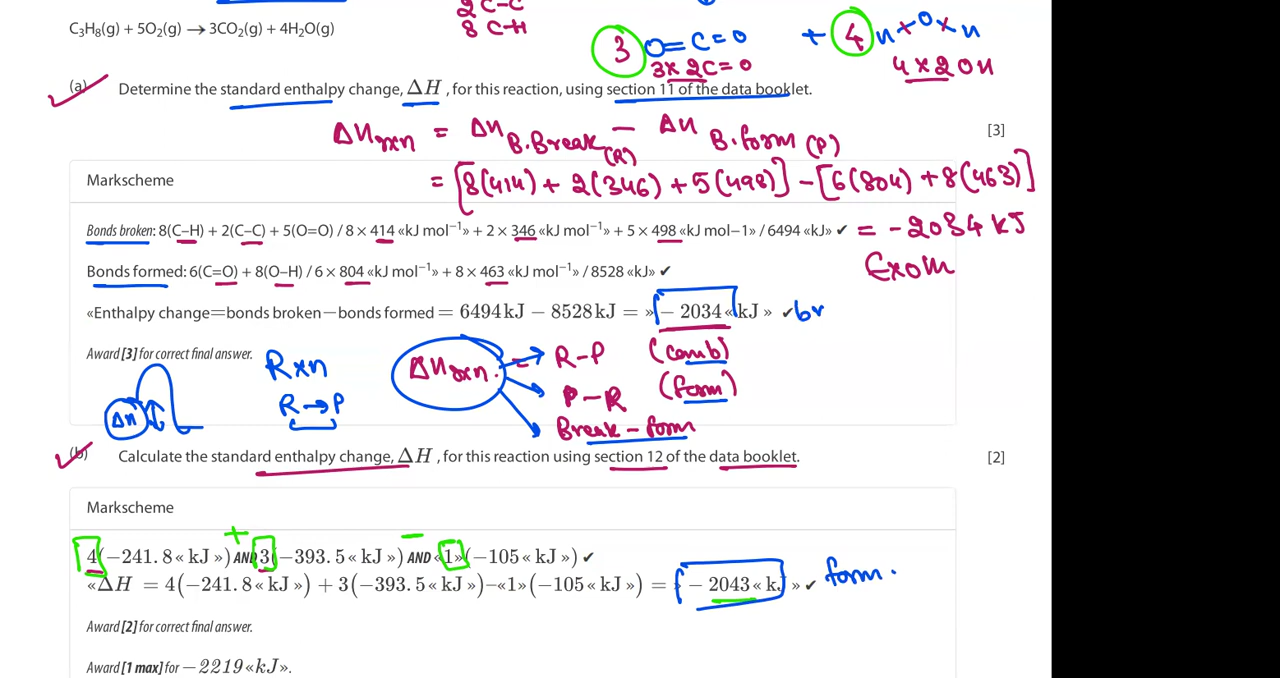 2 C-C
8 C-H
C₃H₈(g) + 5O₂(g) → 3CO₂(g) + 4H₂O(g)
3 O=C=O + 4 H×O×H
3×2C=O 4×2OH
(a) Determine the standard enthalpy change, ΔH , for this reaction, using section 11 of the data booklet.
[3]
ΔHrxn = ΔH B.Break (R) − ΔH B.form (P)
= [8(414) + 2(346) + 5(498)] − [6(804) + 8(463)]
Markscheme
Bonds broken: 8(C–H) + 2(C–C) + 5(O=O) / 8 × 414 «kJ mol⁻¹» + 2 × 346 «kJ mol⁻¹» + 5 × 498 «kJ mol−1» / 6494 «kJ» ✔ = −2034 kJ
Exom
Bonds formed: 6(C=O) + 8(O–H) / 6 × 804 «kJ mol⁻¹» + 8 × 463 «kJ mol⁻¹» / 8528 «kJ» ✔
«Enthalpy change=bonds broken−bonds formed = 6494 kJ − 8528 kJ = » − 2034 « kJ » ✔ br
Award [3] for correct final answer.
Rxn
R → P
ΔH
ΔHrxn. = R-P (comb)
P-R (form)
Break-form
(b) Calculate the standard enthalpy change, ΔH , for this reaction using section 12 of the data booklet.
[2]
Markscheme
+ −
4(−241. 8 « kJ ») AND 3(−393. 5 « kJ ») AND «1»(−105 « kJ ») ✔
«ΔH = 4(−241. 8 « kJ ») + 3(−393. 5 « kJ »)−«1»(−105 « kJ ») = » − 2043 « kJ » ✔ form.
Award [2] for correct final answer.
Award [1 max] for −2219 «kJ».